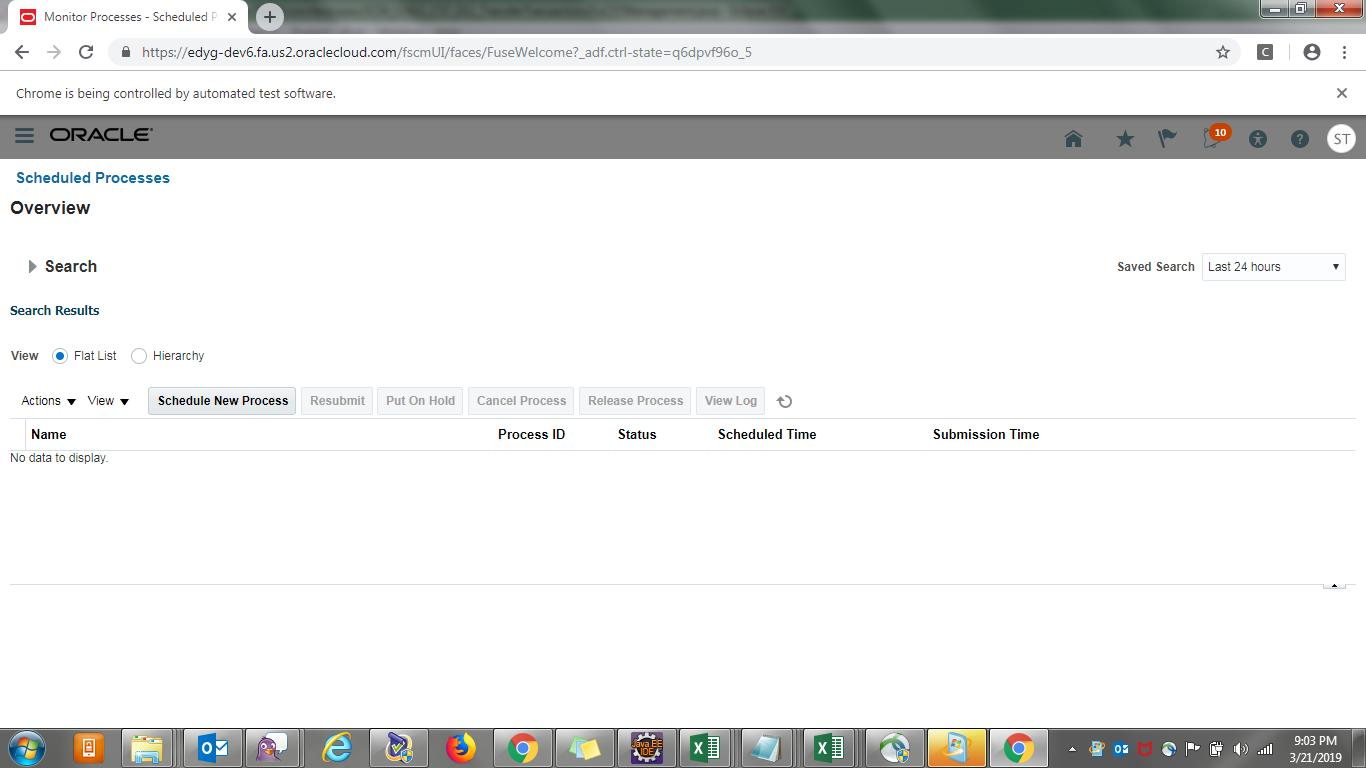 Monitor Processes - Scheduled P
https://edyg-dev6.fa.us2.oraclecloud.com/fscmUI/faces/FuseWelcome?_adf.ctrl-state=q6dpvf96o_5
C
Chrome is being controlled by automated test software.
ORACLE
10
ST
Scheduled Processes
Overview
Search
Saved Search Last 24 hours
Search Results
View Flat List Hierarchy
Actions View Schedule New Process Resubmit Put On Hold Cancel Process Release Process View Log
Name Process ID Status Scheduled Time Submission Time
No data to display.
Java EE
IDE
9:03 PM
3/21/2019